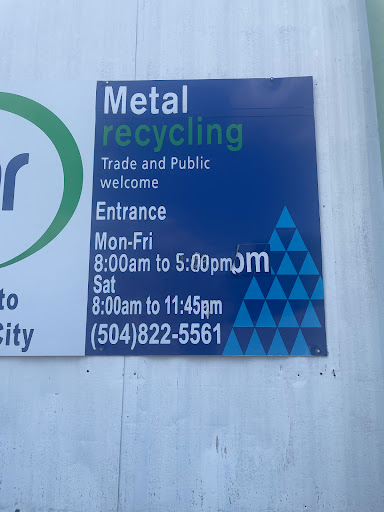 Metal
recycling
Trade and Public
welcome
Entrance
Mon-Fri
8:00am to 5:00pm pm
Sat
8:00am to 11:45pm
(504)822-5561
to
City